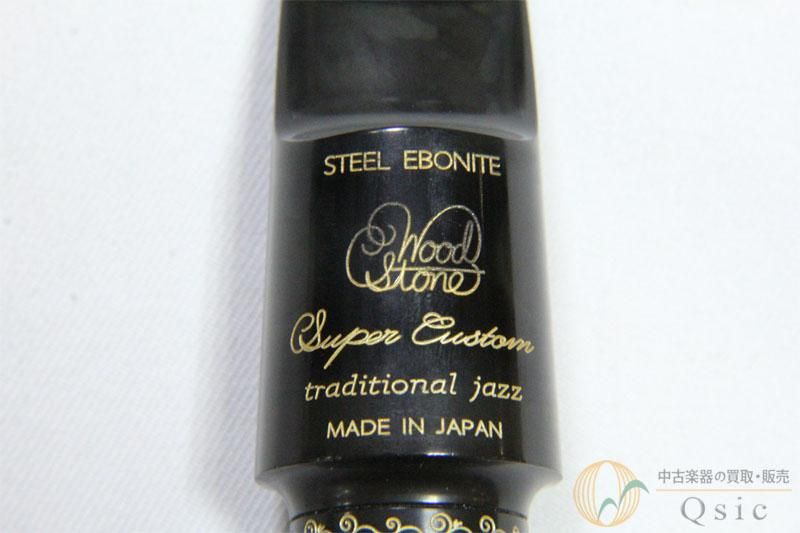 STEEL EBONITE
Wood
Stone
Super Custom
traditional jazz
MADE IN JAPAN
中古楽器の買取・販売
Qsic